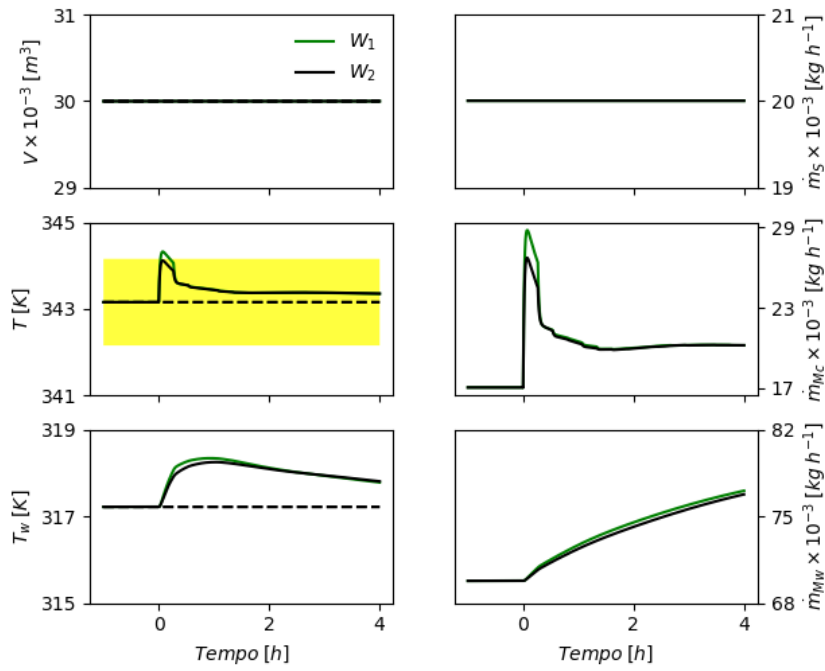 31
30
29
V × 10⁻³ [m³]
W₁
W₂
21
20
19
ṁ_S × 10⁻³ [kg h⁻¹]
345
343
341
T [K]
29
23
17
ṁ_Mc × 10⁻³ [kg h⁻¹]
319
317
315
T_w [K]
82
75
68
ṁ_Mw × 10⁻³ [kg h⁻¹]
0 2 4
Tempo [h]
0 2 4
Tempo [h]